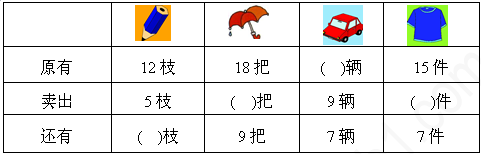 原有 12枝 18把 ( )辆 15件
卖出 5枝 ( )把 9辆 ( )件
还有 ( )枝 9把 7辆 7件